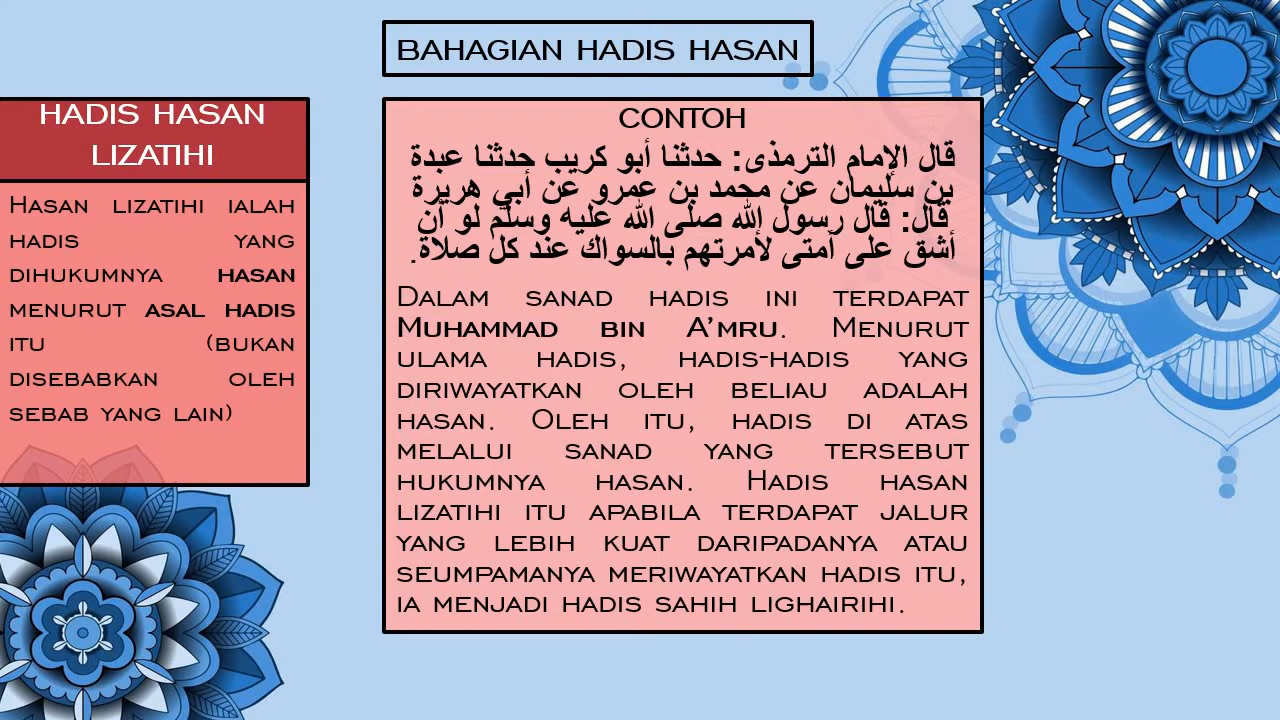 BAHAGIAN HADIS HASAN
HADIS HASAN
LIZATIHI
HASAN LIZATIHI IALAH
HADIS YANG
DIHUKUMNYA HASAN
MENURUT ASAL HADIS
ITU (BUKAN
DISEBABKAN OLEH
SEBAB YANG LAIN)
CONTOH
قال الإمام الترمذى: حدثنا أبو كريب حدثنا عبدة
بن سليمان عن محمد بن عمرو عن أبي هريرة
قال: قال رسول الله صلى الله عليه وسلم لو أن
أشق على أمتى لأمرتهم بالسواك عند كل صلاة.
DALAM SANAD HADIS INI TERDAPAT
MUHAMMAD BIN A’MRU. MENURUT
ULAMA HADIS, HADIS-HADIS YANG
DIRIWAYATKAN OLEH BELIAU ADALAH
HASAN. OLEH ITU, HADIS DI ATAS
MELALUI SANAD YANG TERSEBUT
HUKUMNYA HASAN. HADIS HASAN
LIZATIHI ITU APABILA TERDAPAT JALUR
YANG LEBIH KUAT DARIPADANYA ATAU
SEUMPAMANYA MERIWAYATKAN HADIS ITU,
IA MENJADI HADIS SAHIH LIGHAIRIHI.